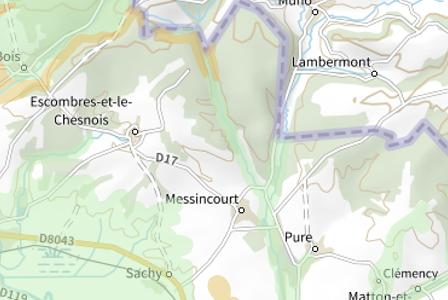 Muno
Bois
Lambermont
Escombres-et-le-
Chesnois
D17
Messincourt
Pure
D8043
Sachy
Clémency
D119
Matton-et-